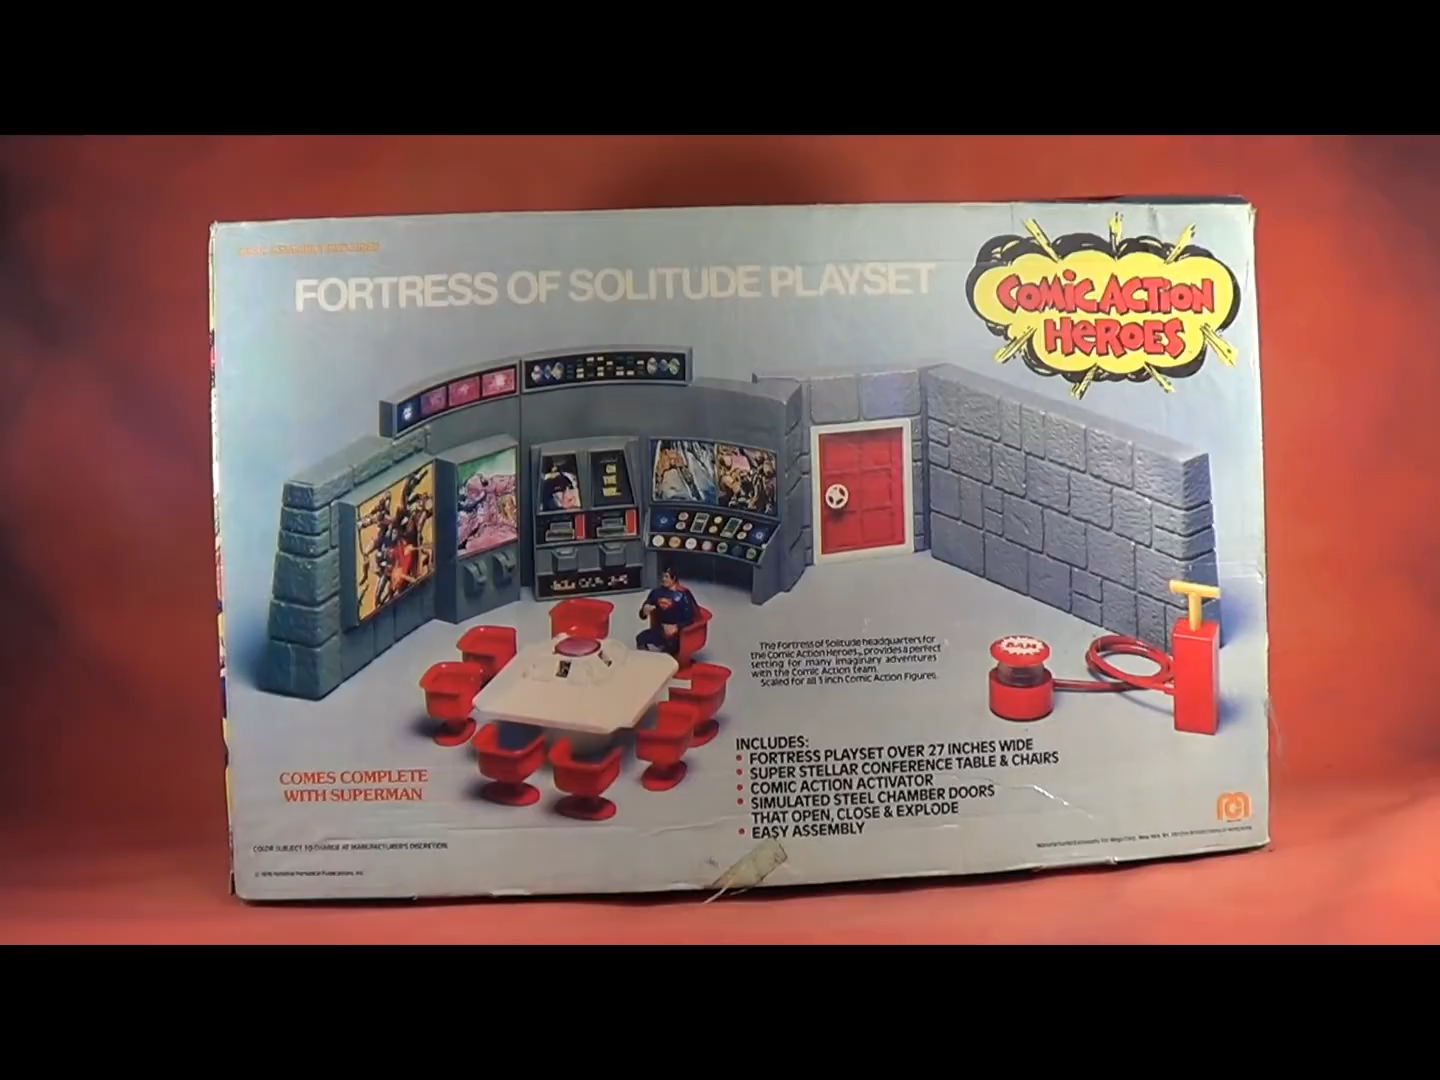 FORTRESS OF SOLITUDE PLAYSET
COMIC ACTION
HEROES
The Fortress of Solitude headquarters for
the Comic Action Heroes, provides a perfect
setting for many imaginary adventures
with the Comic Action team.
Scaled for all 3 inch Comic Action Figures.
BAM
INCLUDES:
• FORTRESS PLAYSET OVER 27 INCHES WIDE
• SUPER STELLAR CONFERENCE TABLE & CHAIRS
• COMIC ACTION ACTIVATOR
• SIMULATED STEEL CHAMBER DOORS
THAT OPEN, CLOSE & EXPLODE
• EASY ASSEMBLY
COMES COMPLETE
WITH SUPERMAN
COLOR SUBJECT TO CHANGE AT MANUFACTURER'S DISCRETION.